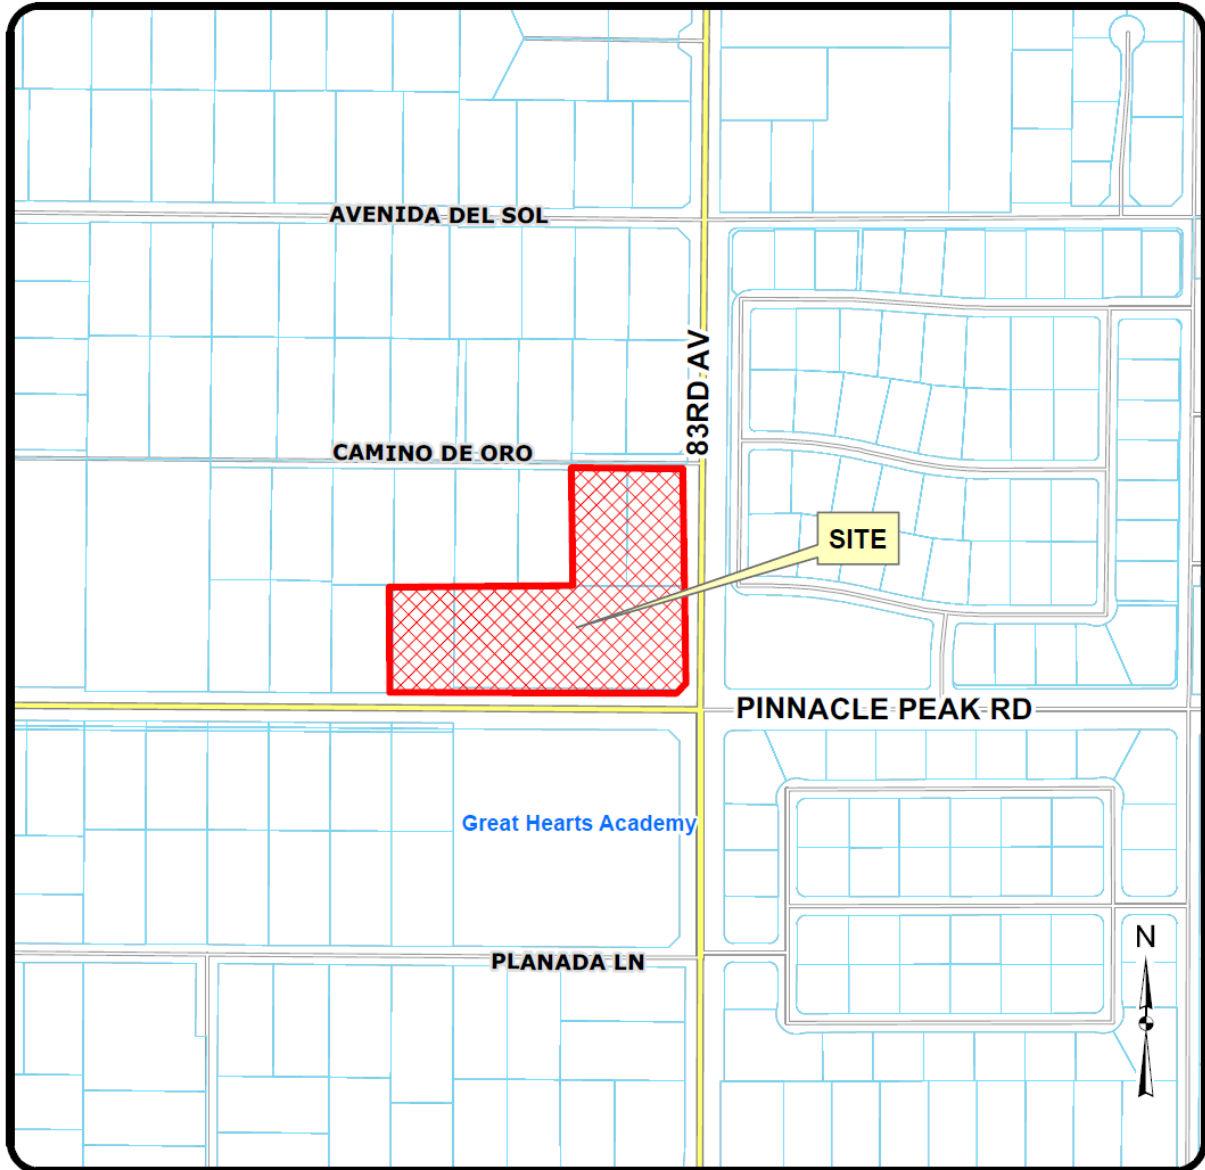 AVENIDA DEL SOL
83RD AV
CAMINO DE ORO
SITE
PINNACLE PEAK RD
Great Hearts Academy
N
PLANADA LN